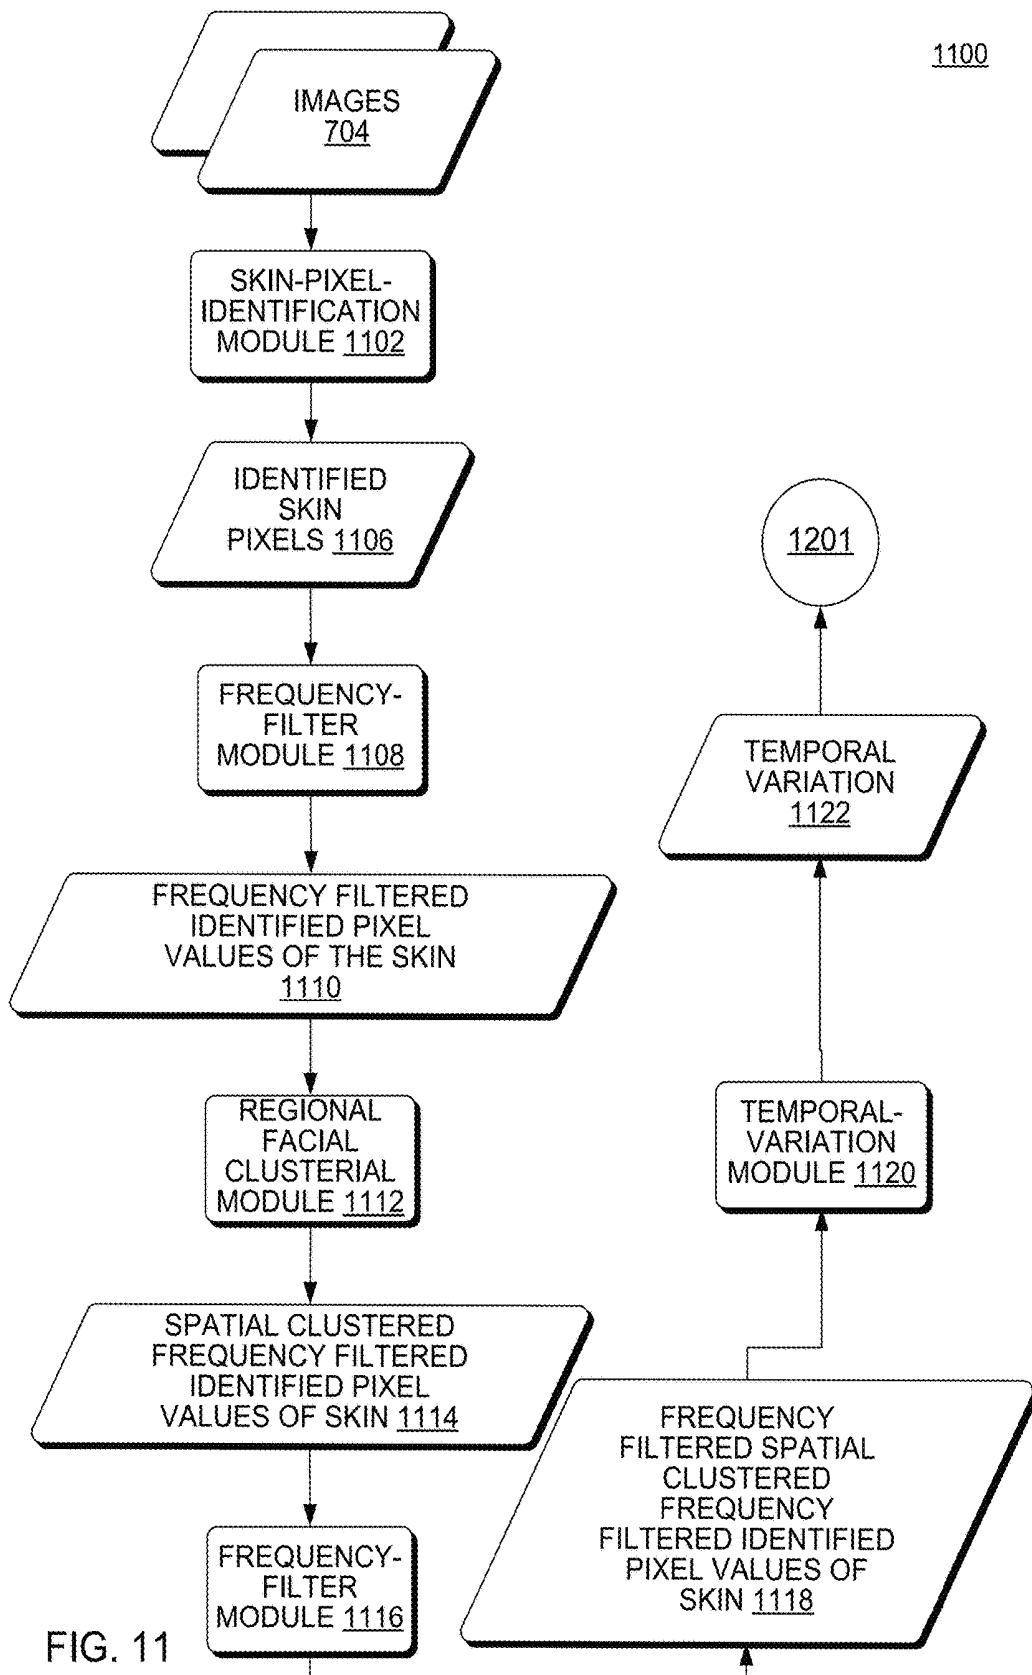 1100
IMAGES
704
SKIN-PIXEL-
IDENTIFICATION
MODULE 1102
IDENTIFIED
SKIN
PIXELS 1106
FREQUENCY-
FILTER
MODULE 1108
FREQUENCY FILTERED
IDENTIFIED PIXEL
VALUES OF THE SKIN
1110
REGIONAL
FACIAL
CLUSTERIAL
MODULE 1112
SPATIAL CLUSTERED
FREQUENCY FILTERED
IDENTIFIED PIXEL
VALUES OF SKIN 1114
FREQUENCY-
FILTER
MODULE 1116
FREQUENCY
FILTERED SPATIAL
CLUSTERED
FREQUENCY
FILTERED IDENTIFIED
PIXEL VALUES OF
SKIN 1118
TEMPORAL-
VARIATION
MODULE 1120
TEMPORAL
VARIATION
1122
1201
FIG. 11